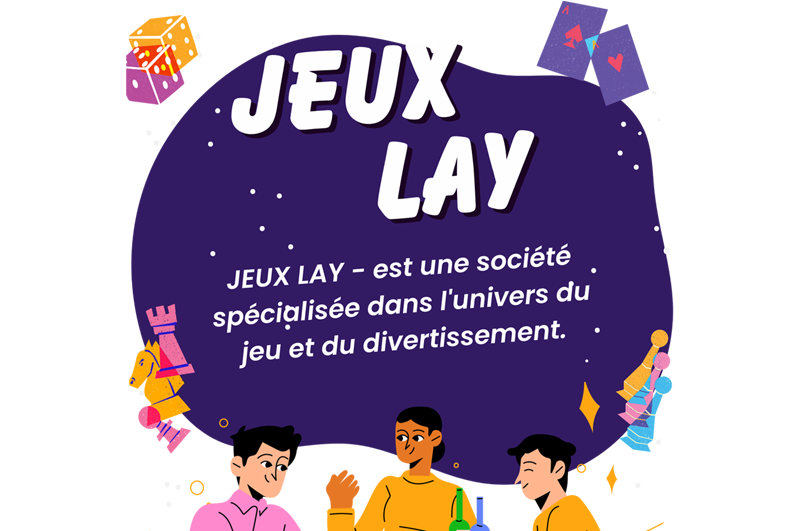 JEUX
LAY
JEUX LAY - est une société
spécialisée dans l'univers du
jeu et du divertissement.